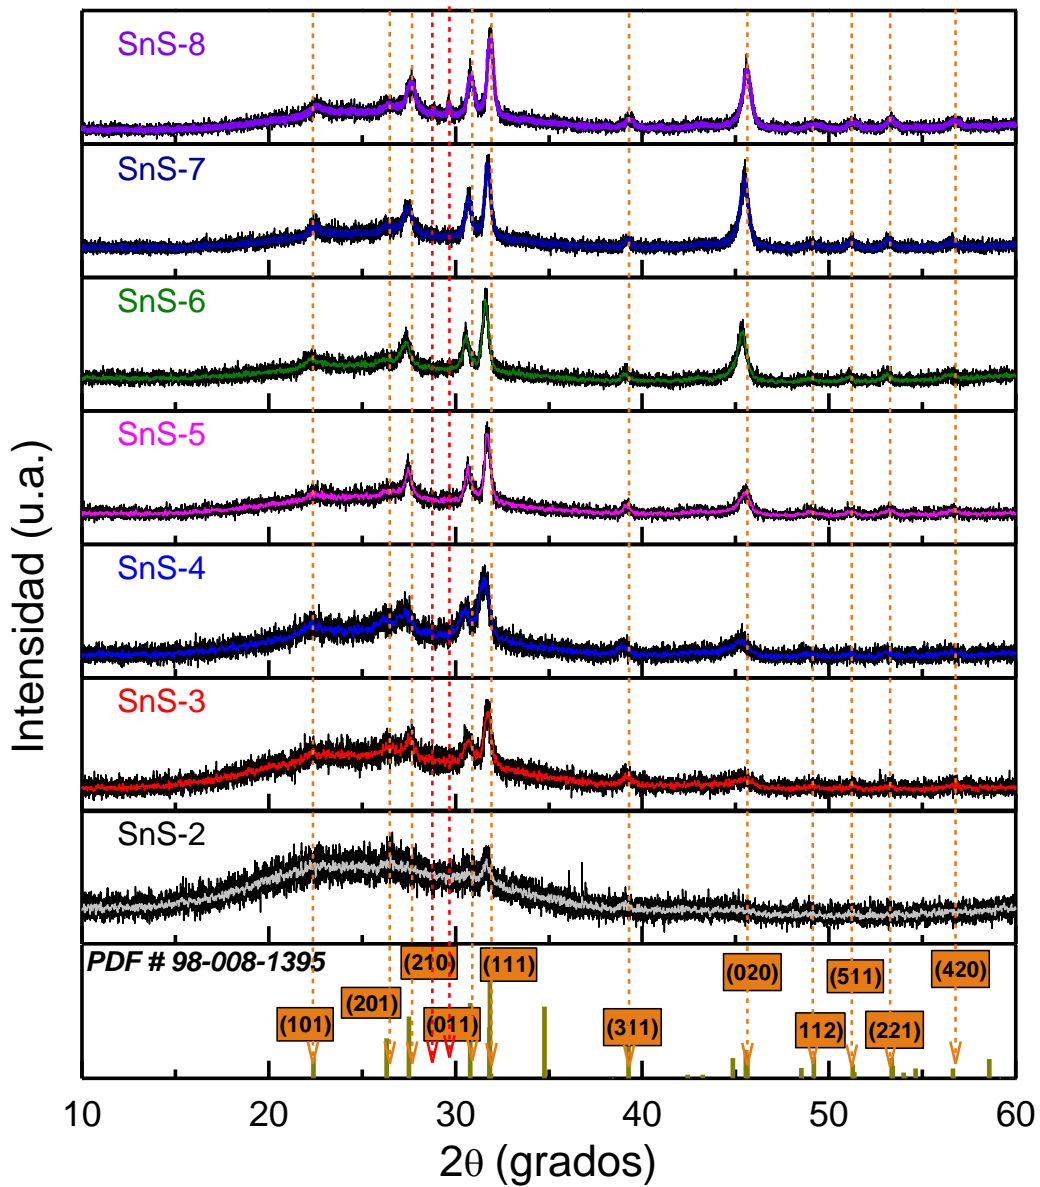 SnS-8
SnS-7
SnS-6
SnS-5
SnS-4
SnS-3
SnS-2
Intensidad (u.a.)
PDF # 98-008-1395
(210)
(111)
(020)
(511)
(420)
(201)
(101)
(011)
(311)
112)
(221)
10
20
30
40
50
60
2θ (grados)